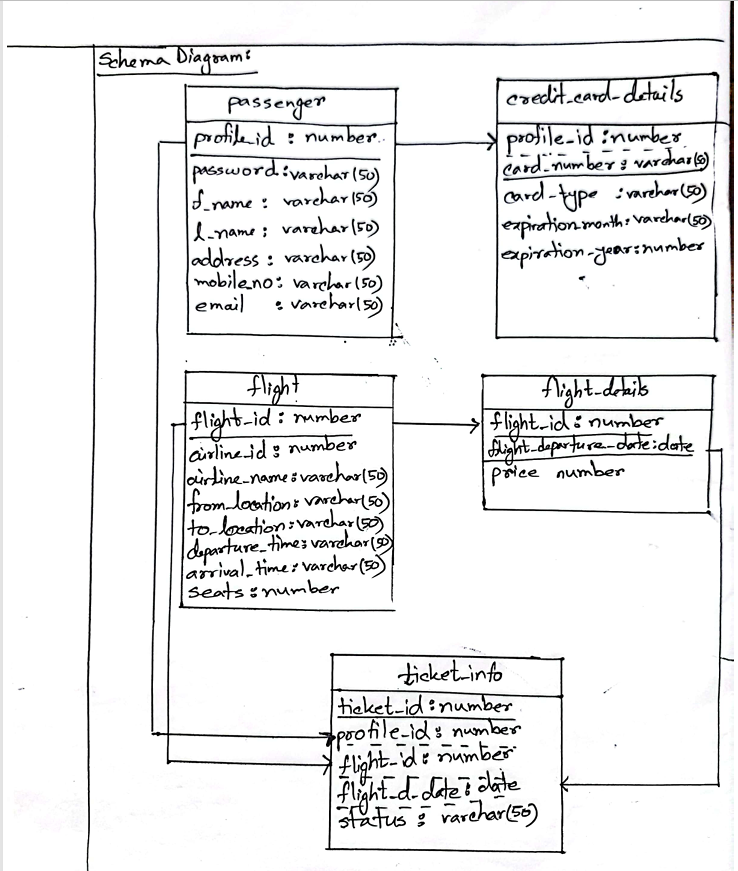 Schema Diagram:
passenger
profile_id : number
password : varchar(50)
f_name : varchar(50)
l_name : varchar(50)
address : varchar(50)
mobile_no : varchar(50)
email : varchar(50)
credit_card_details
profile_id : number
card_number : varchar(50)
card_type : varchar(50)
expiration_month : varchar(50)
expiration_year : number
flight
flight_id : number
airline_id : number
airline_name : varchar(50)
from_location : varchar(50)
to_location : varchar(50)
departure_time : varchar(50)
arrival_time : varchar(50)
seats : number
flight_details
flight_id : number
flight_departure_date : date
price number
ticket_info
ticket_id : number
profile_id : number
flight_id : number
flight_d_date : date
status : varchar(50)